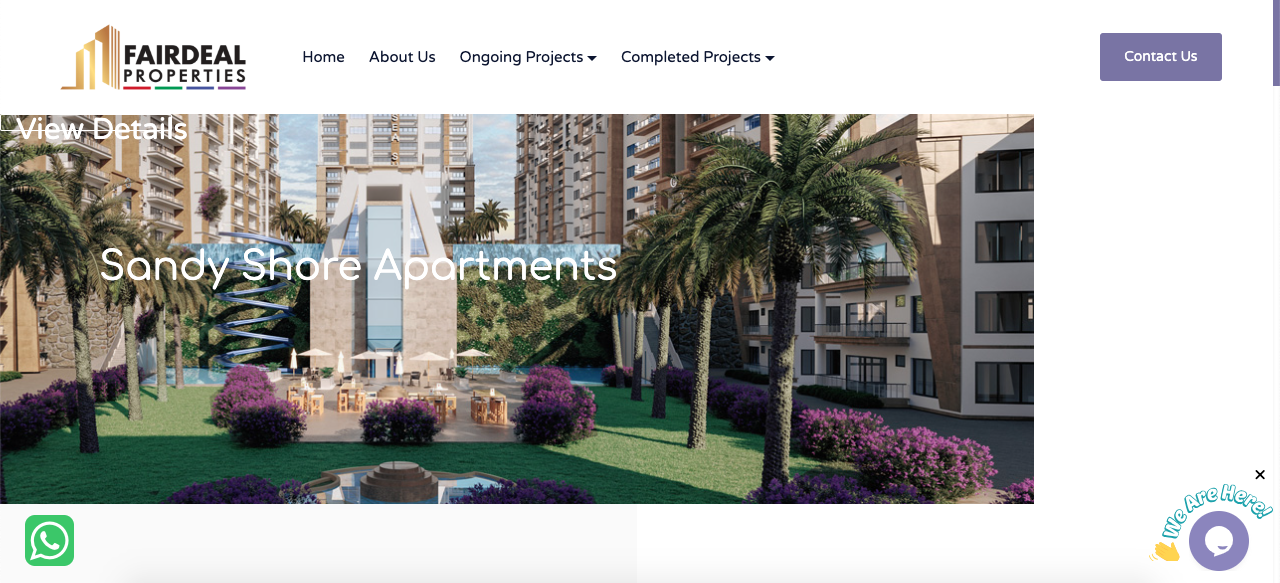 FAIRDEAL
PROPERTIES
Home
About Us
Ongoing Projects
Completed Projects
Contact Us
View Details
Sandy Shore Apartments
We Are Here!